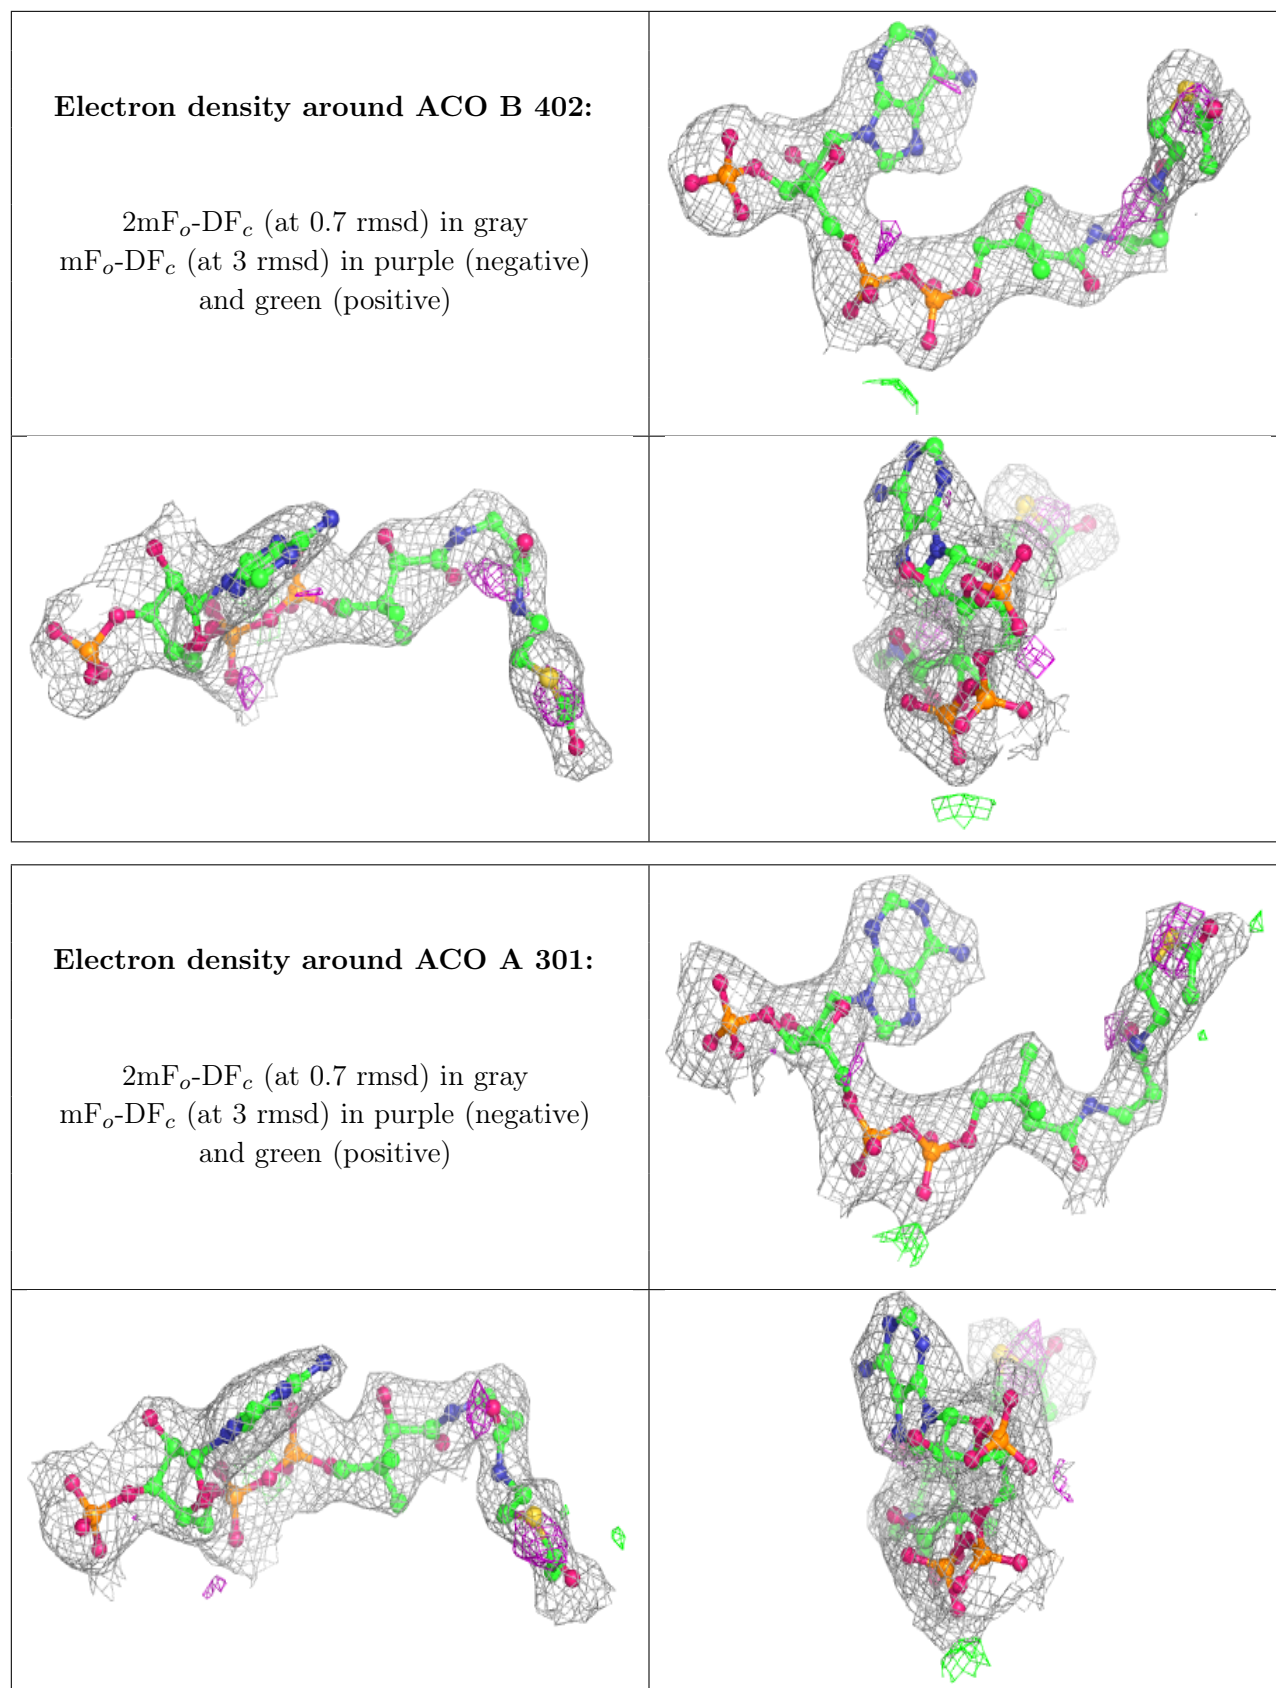 Electron density around ACO B 402:
2mFₒ-DF𝑐 (at 0.7 rmsd) in gray
mFₒ-DF𝑐 (at 3 rmsd) in purple (negative)
and green (positive)
Electron density around ACO A 301:
2mFₒ-DF𝑐 (at 0.7 rmsd) in gray
mFₒ-DF𝑐 (at 3 rmsd) in purple (negative)
and green (positive)